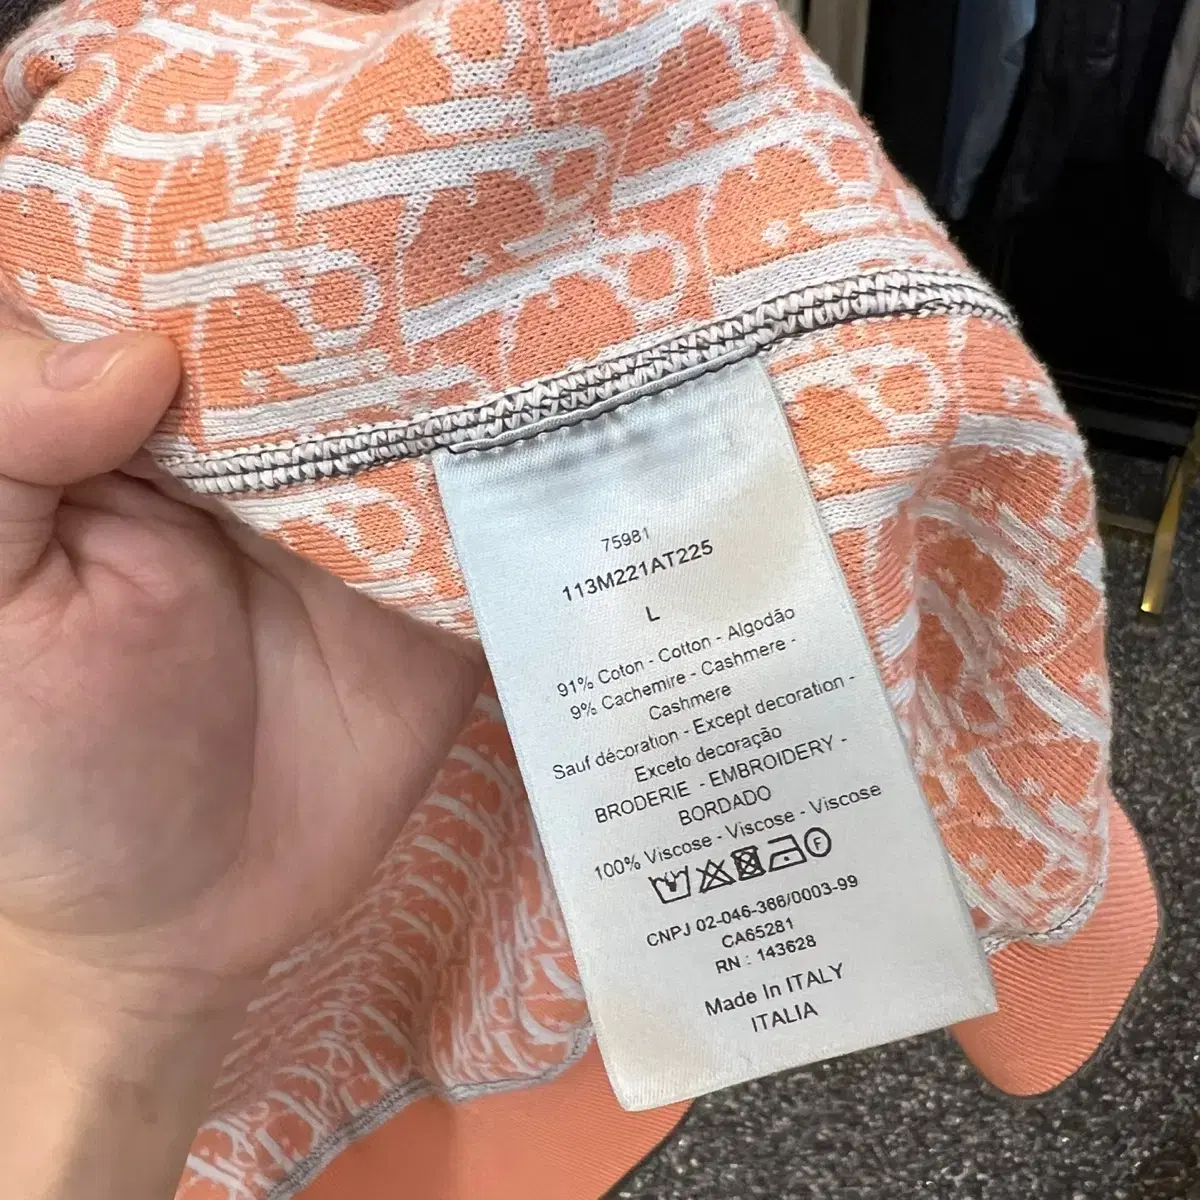 75981
113M221AT225
L
91% Coton - Cotton - Algodão
9% Cachemire - Cashmere -
Cashmere
Sauf décoration - Except decoration -
Exceto decoração
BRODERIE - EMBROIDERY -
BORDADO
100% Viscose - Viscose - Viscose
F
CNPJ 02-046-366/0003-99
CA65281
RN : 143628
Made In ITALY
ITALIA